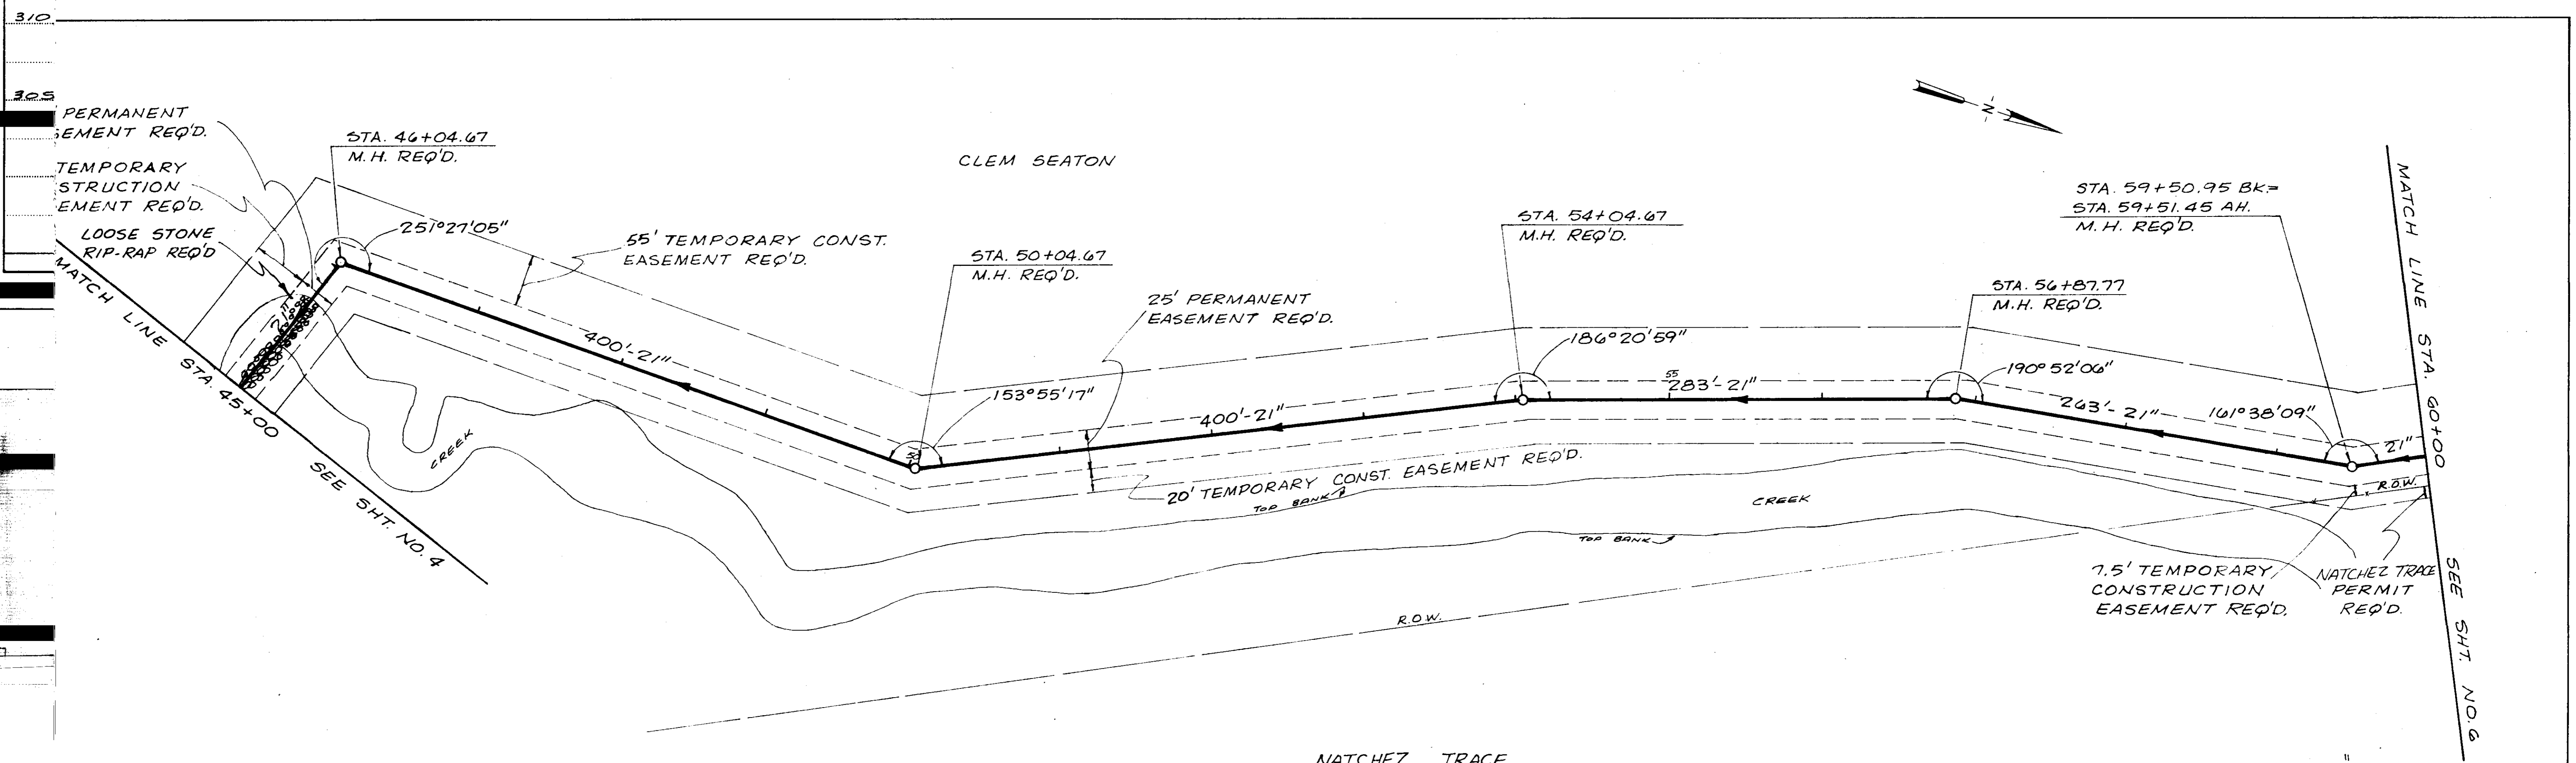 310
305
PERMANENT
EMENT REQ'D.
TEMPORARY
STRUCTION
EMENT REQ'D.
LOOSE STONE
RIP-RAP REQ'D
MATCH LINE STA. 45+00 SEE SHT. NO. 4
STA. 46+04.67
M.H. REQ'D.
251°27'05"
21"
55' TEMPORARY CONST.
EASEMENT REQ'D.
400'-21"
CREEK
CLEM SEATON
STA. 50+04.67
M.H. REQ'D.
153°55'17"
50
25' PERMANENT
EASEMENT REQ'D.
400'-21"
20' TEMPORARY CONST. EASEMENT REQ'D.
TOP BANK
STA. 54+04.67
M.H. REQ'D.
186°20'59"
55
283'-21"
CREEK
TOP BANK
R.O.W.
N
STA. 56+87.77
M.H. REQ'D.
190°52'06"
263'-21"
STA. 59+50.95 BK=
STA. 59+51.45 AH.
M.H. REQ'D.
161°38'09"
21"
R.O.W.
7.5' TEMPORARY
CONSTRUCTION
EASEMENT REQ'D.
NATCHEZ TRACE
PERMIT
REQ'D.
MATCH LINE STA. 60+00 SEE SHT. NO. 6
NATCHEZ TRACE